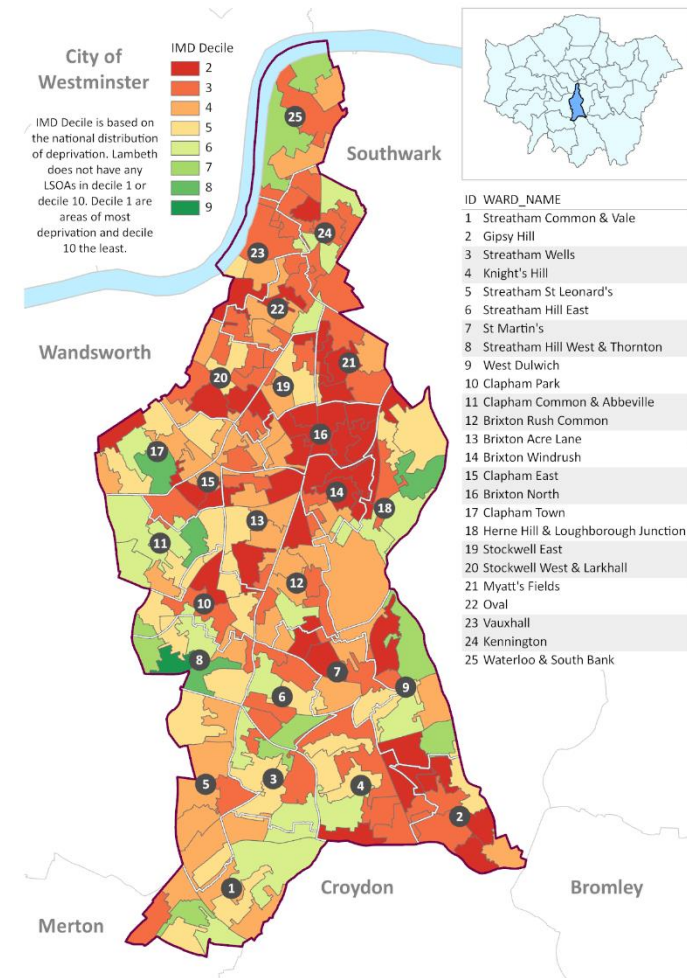 City of
Westminster
IMD Decile
2
3
4
5
6
7
8
9
IMD Decile is based on
the national distribution
of deprivation. Lambeth
does not have any
LSOAs in decile 1 or
decile 10. Decile 1 are
areas of most
deprivation and decile
10 the least.
Southwark
Wandsworth
Merton
Croydon
Bromley
25
24
23
22
21
20
19
16
17
15
14
18
13
11
12
10
8
7
9
6
3
4
5
2
1
ID WARD_NAME
1 Streatham Common & Vale
2 Gipsy Hill
3 Streatham Wells
4 Knight's Hill
5 Streatham St Leonard's
6 Streatham Hill East
7 St Martin's
8 Streatham Hill West & Thornton
9 West Dulwich
10 Clapham Park
11 Clapham Common & Abbeville
12 Brixton Rush Common
13 Brixton Acre Lane
14 Brixton Windrush
15 Clapham East
16 Brixton North
17 Clapham Town
18 Herne Hill & Loughborough Junction
19 Stockwell East
20 Stockwell West & Larkhall
21 Myatt's Fields
22 Oval
23 Vauxhall
24 Kennington
25 Waterloo & South Bank